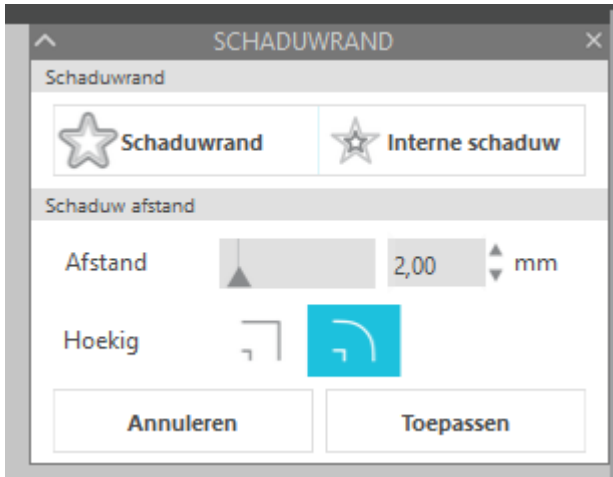 SCHADUWRAND
Schaduwrand
Schaduwrand Interne schaduw
Schaduw afstand
Afstand 2,00 mm
Hoekig
Annuleren Toepassen